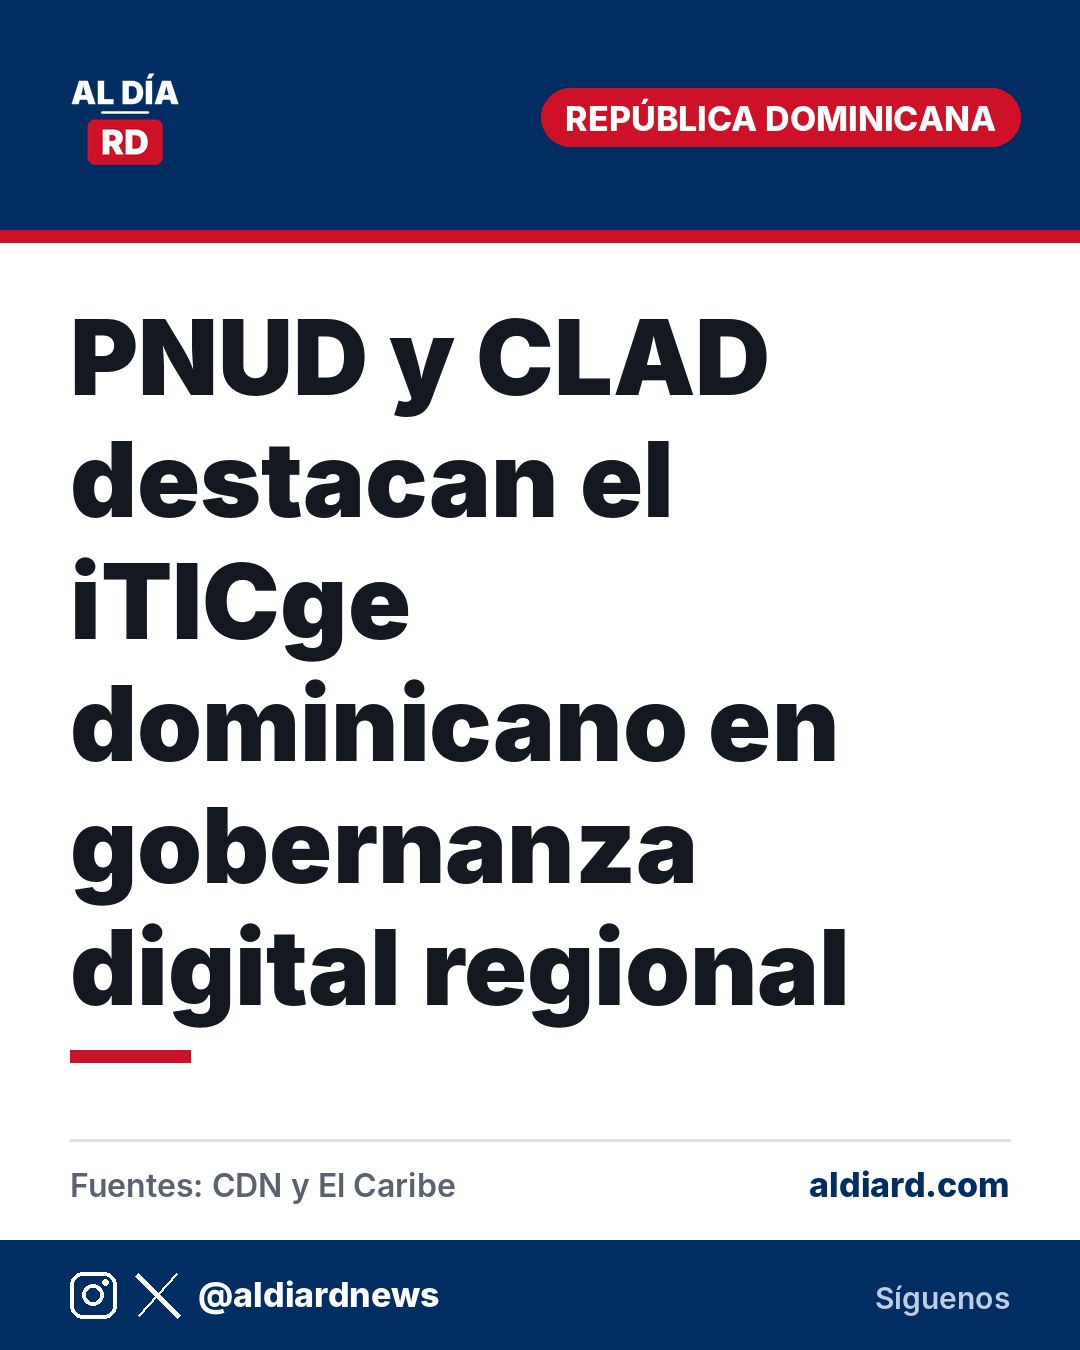 AL DÍA
RD
REPÚBLICA DOMINICANA
PNUD y CLAD
destacan el
iTICge
dominicano en
gobernanza
digital regional
Fuentes: CDN y El Caribe
aldiard.com
@aldiardnews
Síguenos